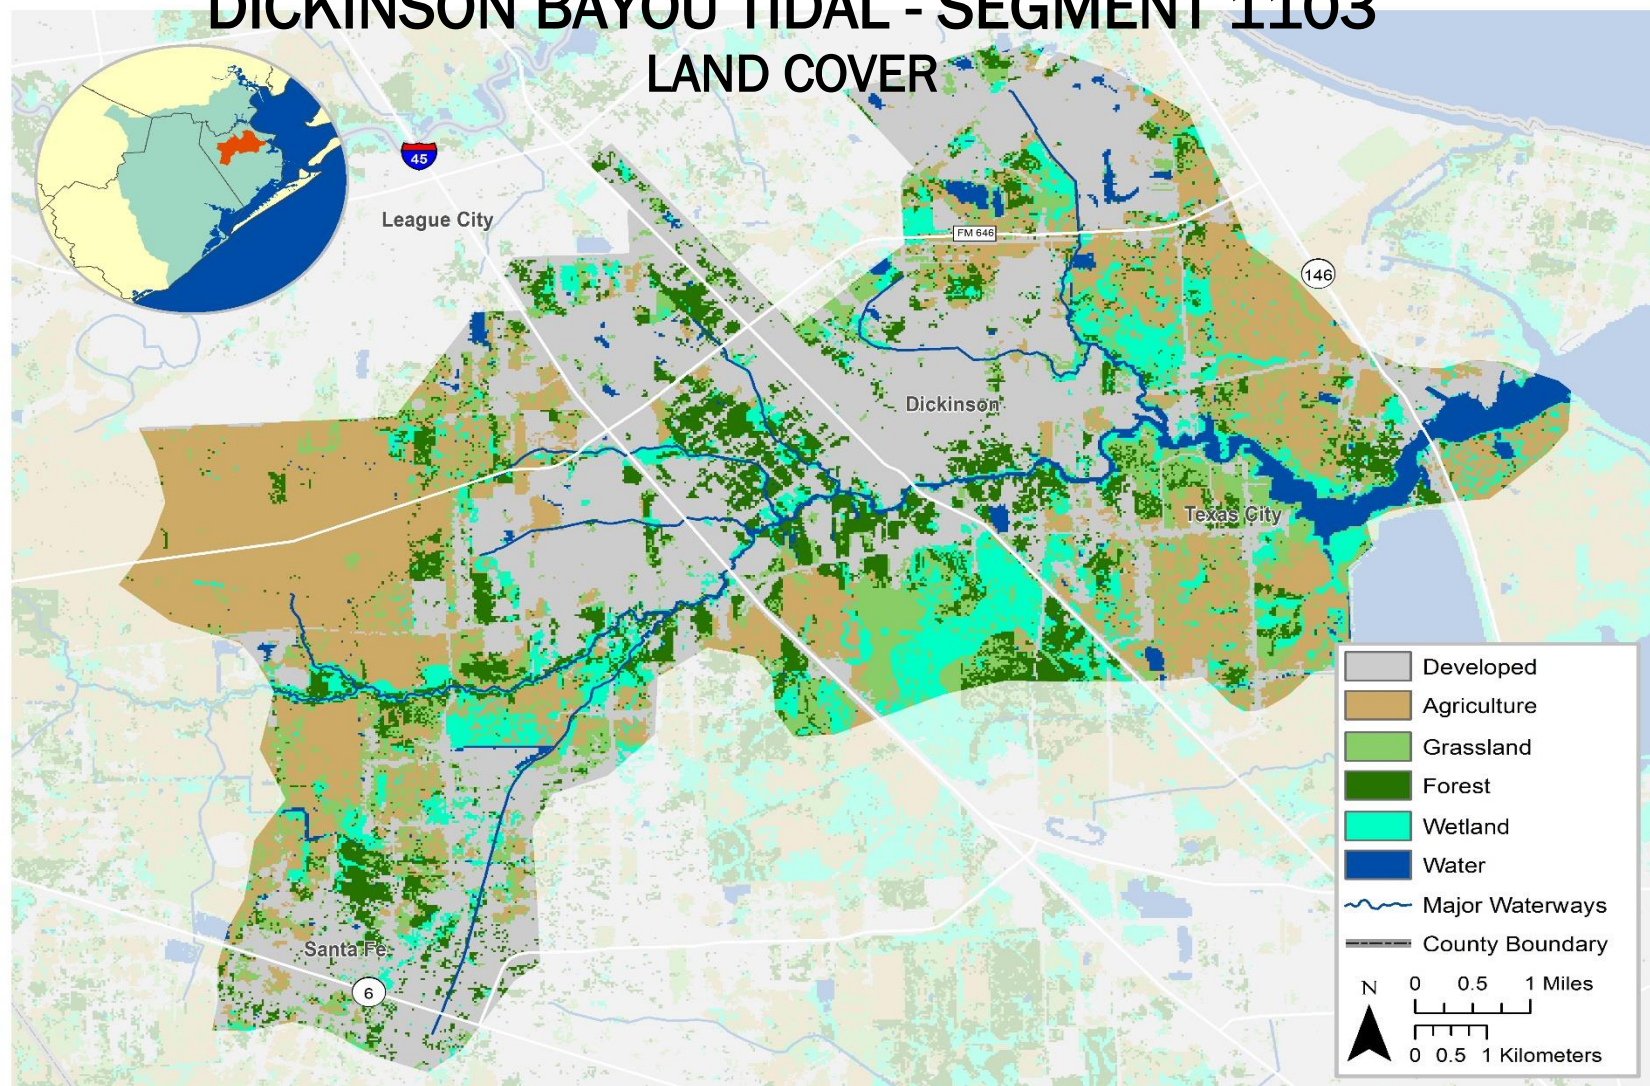 DICKINSON BAYOU TIDAL - SEGMENT 1103
LAND COVER
45
League City
FM 646
146
Dickinson
Texas City
Santa Fe
6
Developed
Agriculture
Grassland
Forest
Wetland
Water
Major Waterways
County Boundary
N
0 0.5 1 Miles
0 0.5 1 Kilometers